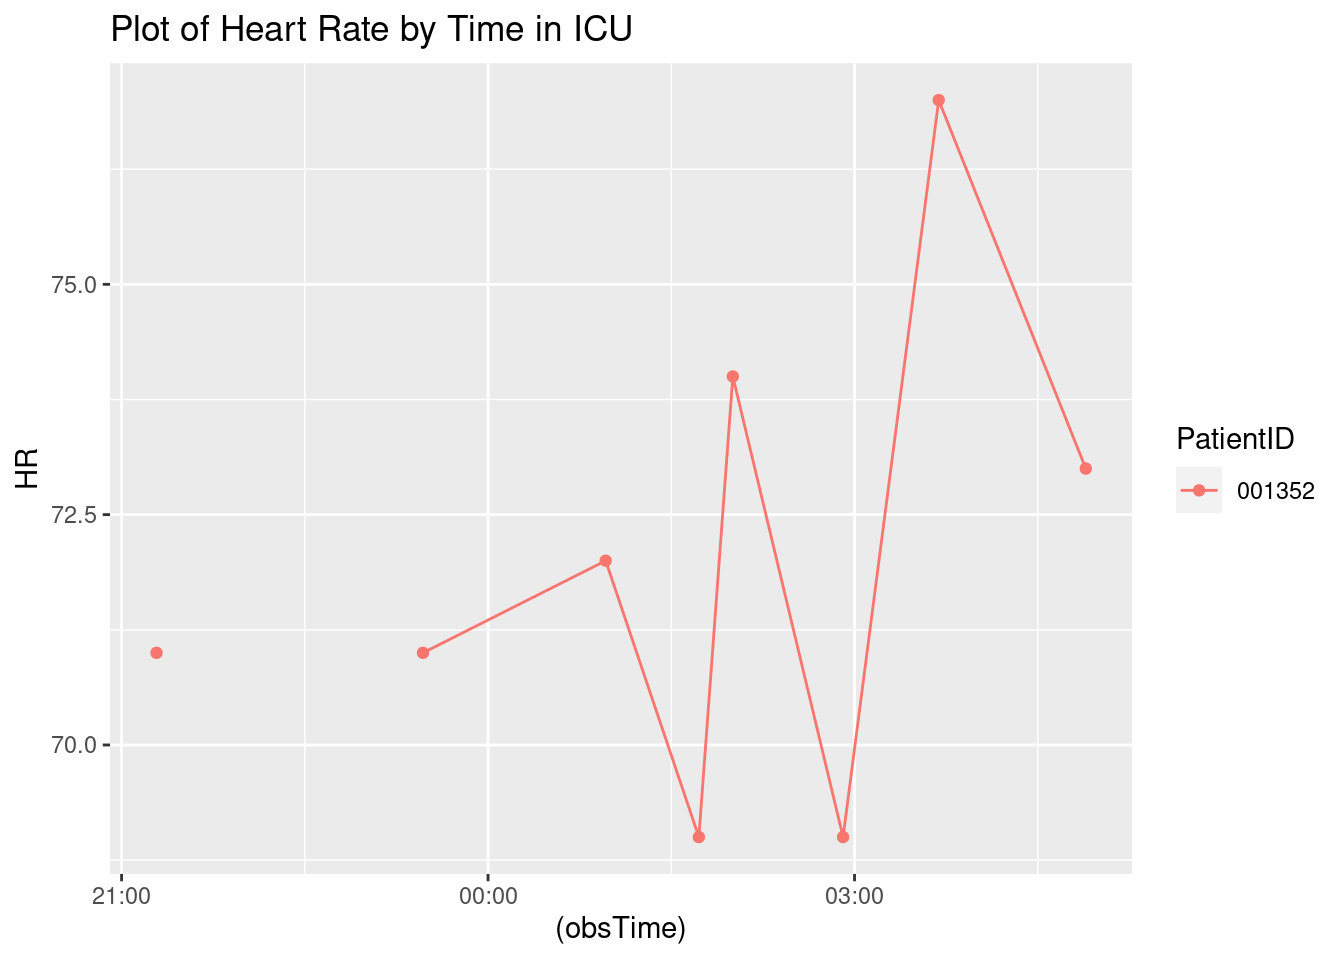 Plot of Heart Rate by Time in ICU
75.0
72.5
70.0
HR
21:00 00:00 03:00
(obsTime)
PatientID
001352